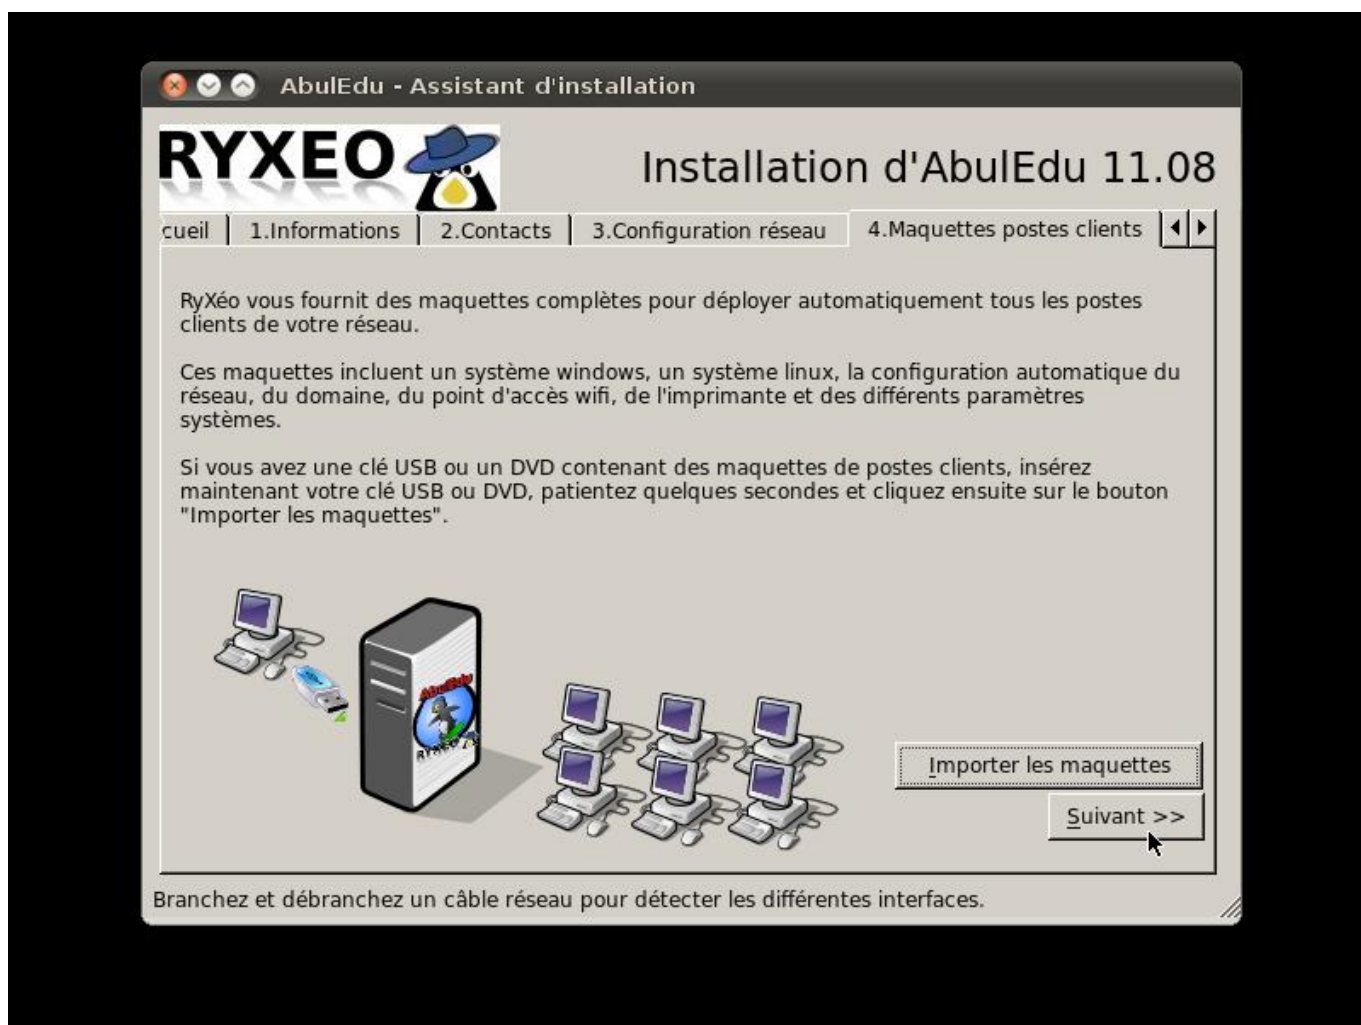 AbulEdu - Assistant d'installation
RYXEO
Installation d'AbulEdu 11.08
cueil
1.Informations
2.Contacts
3.Configuration réseau
4.Maquettes postes clients
RyXéo vous fournit des maquettes complètes pour déployer automatiquement tous les postes
clients de votre réseau.
Ces maquettes incluent un système windows, un système linux, la configuration automatique du
réseau, du domaine, du point d'accès wifi, de l'imprimante et des différents paramètres
systèmes.
Si vous avez une clé USB ou un DVD contenant des maquettes de postes clients, insérez
maintenant votre clé USB ou DVD, patientez quelques secondes et cliquez ensuite sur le bouton
"Importer les maquettes".
AbulEdu
RYXEO
Importer les maquettes
Suivant >>
Branchez et débranchez un câble réseau pour détecter les différentes interfaces.